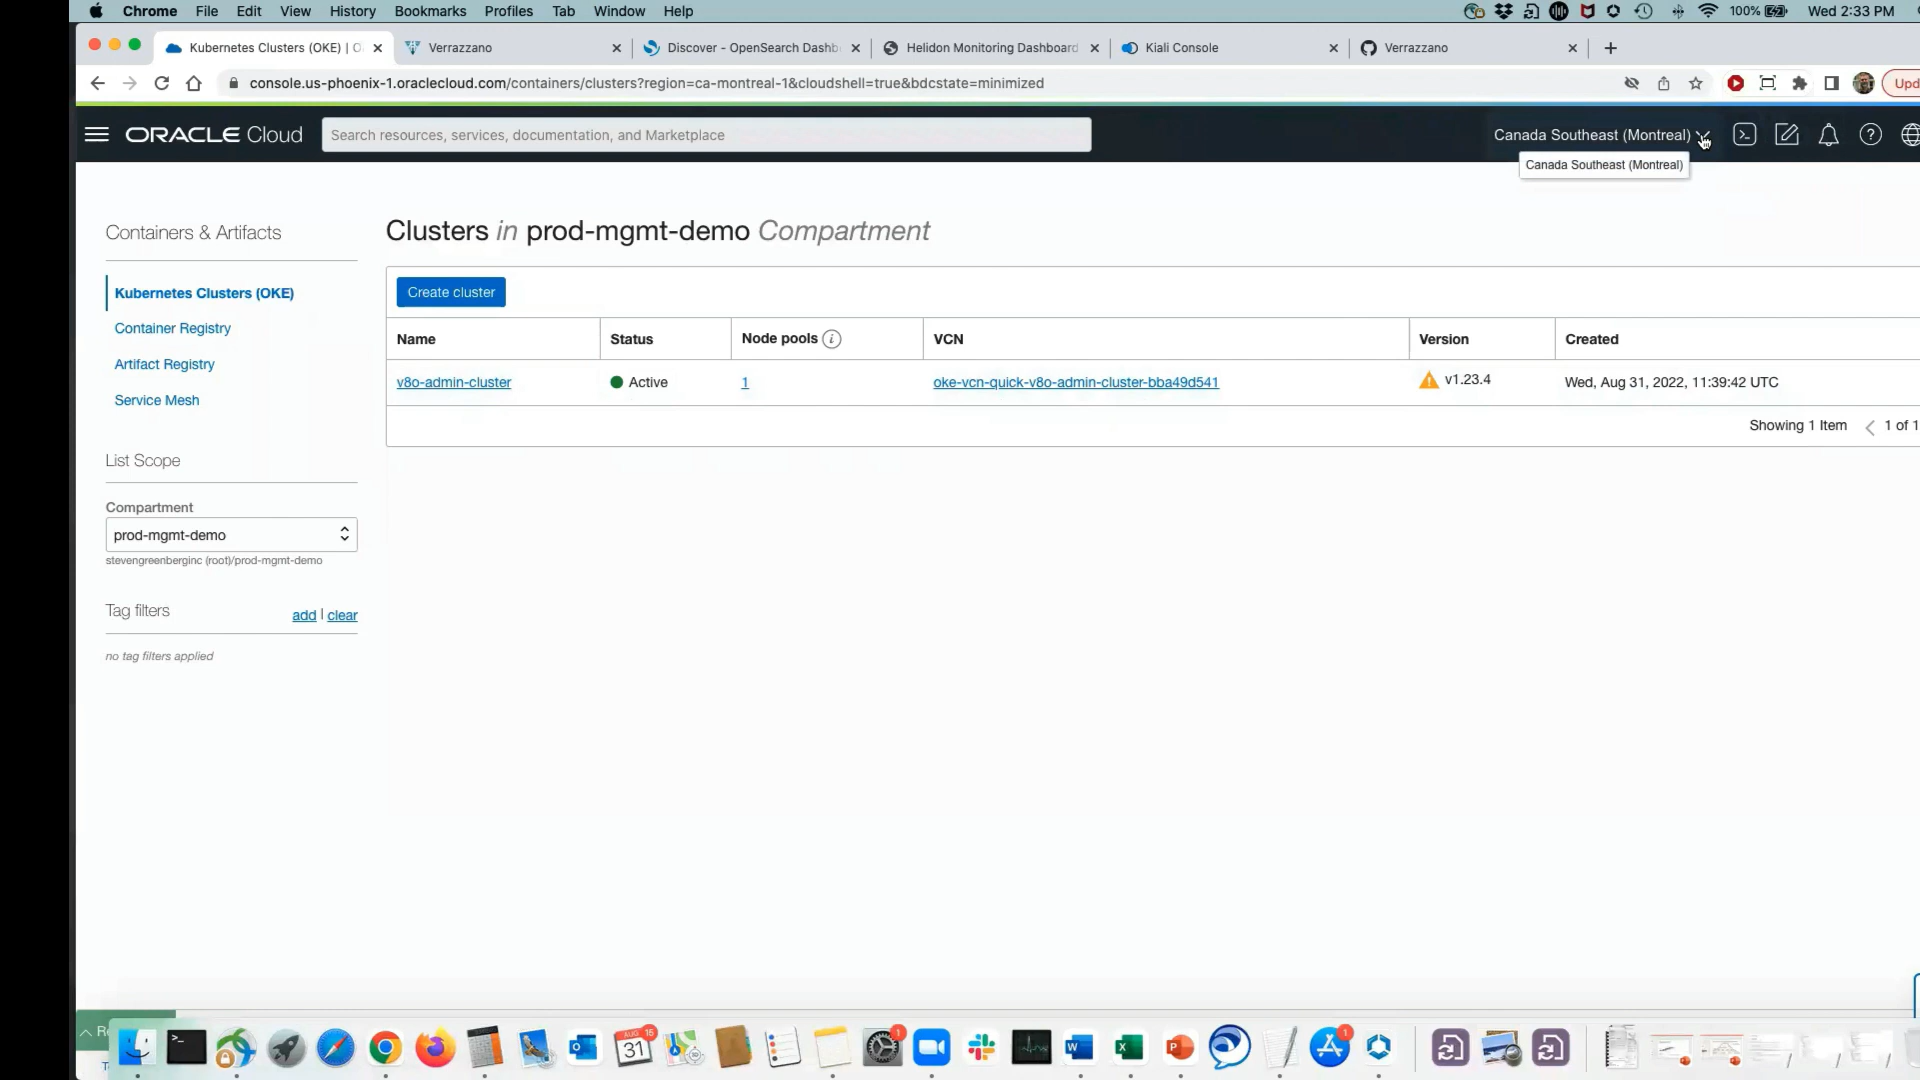 Chrome File Edit View History Bookmarks Profiles Tab Window Help 100% Wed 2:33 PM
Kubernetes Clusters (OKE) | O Verrazzano Discover - OpenSearch Dashb Helidon Monitoring Dashboard Kiali Console Verrazzano
console.us-phoenix-1.oraclecloud.com/containers/clusters?region=ca-montreal-1&cloudshell=true&bdcstate=minimized Upd
ORACLE Cloud Search resources, services, documentation, and Marketplace Canada Southeast (Montreal)
Canada Southeast (Montreal)
Containers & Artifacts
Kubernetes Clusters (OKE)
Container Registry
Artifact Registry
Service Mesh
List Scope
Compartment
prod-mgmt-demo
stevengreenberginc (root)/prod-mgmt-demo
Tag filters add | clear
no tag filters applied
Clusters in prod-mgmt-demo Compartment
Create cluster
Name Status Node pools VCN Version Created
v8o-admin-cluster Active 1 oke-vcn-quick-v8o-admin-cluster-bba49d541 v1.23.4 Wed, Aug 31, 2022, 11:39:42 UTC
Showing 1 Item 1 of 1
AUG
31